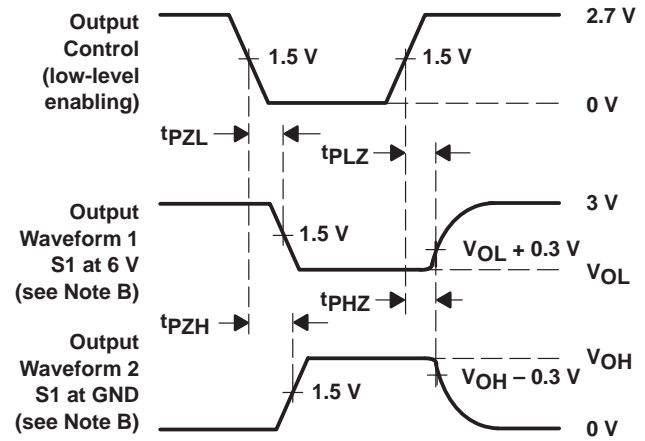 Output
Control
(low-level
enabling)
2.7 V
1.5 V
1.5 V
0 V
tPZL
tPLZ
Output
Waveform 1
S1 at 6 V
(see Note B)
3 V
1.5 V
VOL + 0.3 V
VOL
tPHZ
tPZH
Output
Waveform 2
S1 at GND
(see Note B)
VOH
1.5 V
VOH – 0.3 V
0 V